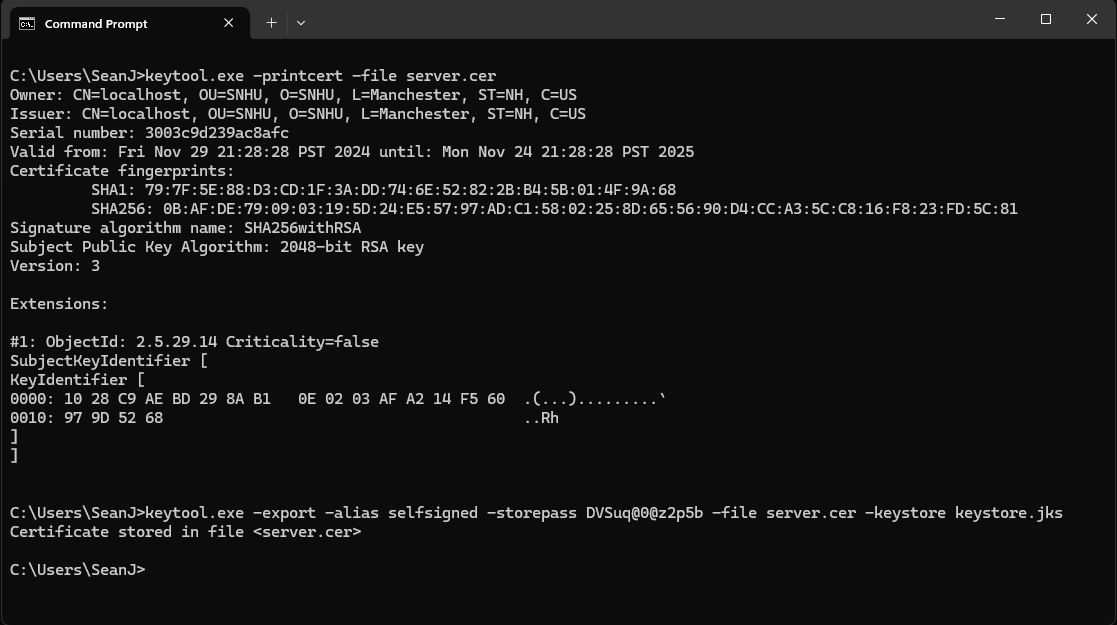 Command Prompt
C:\Users\SeanJ>keytool.exe -printcert -file server.cer
Owner: CN=localhost, OU=SNHU, O=SNHU, L=Manchester, ST=NH, C=US
Issuer: CN=localhost, OU=SNHU, O=SNHU, L=Manchester, ST=NH, C=US
Serial number: 3003c9d239ac8afc
Valid from: Fri Nov 29 21:28:28 PST 2024 until: Mon Nov 24 21:28:28 PST 2025
Certificate fingerprints:
SHA1: 79:7F:5E:88:D3:CD:1F:3A:DD:74:6E:52:82:2B:B4:5B:01:4F:9A:68
SHA256: 0B:AF:DE:79:09:03:19:5D:24:E5:57:97:AD:C1:58:02:25:8D:65:56:90:D4:CC:A3:5C:C8:16:F8:23:FD:5C:81
Signature algorithm name: SHA256withRSA
Subject Public Key Algorithm: 2048-bit RSA key
Version: 3
Extensions:
#1: ObjectId: 2.5.29.14 Criticality=false
SubjectKeyIdentifier [
KeyIdentifier [
0000: 10 28 C9 AE BD 29 8A B1   0E 02 03 AF A2 14 F5 60  .(...).........`
0010: 97 9D 52 68                                        ..Rh
]
]
C:\Users\SeanJ>keytool.exe -export -alias selfsigned -storepass DVSuq@0@z2p5b -file server.cer -keystore keystore.jks
Certificate stored in file <server.cer>
C:\Users\SeanJ>